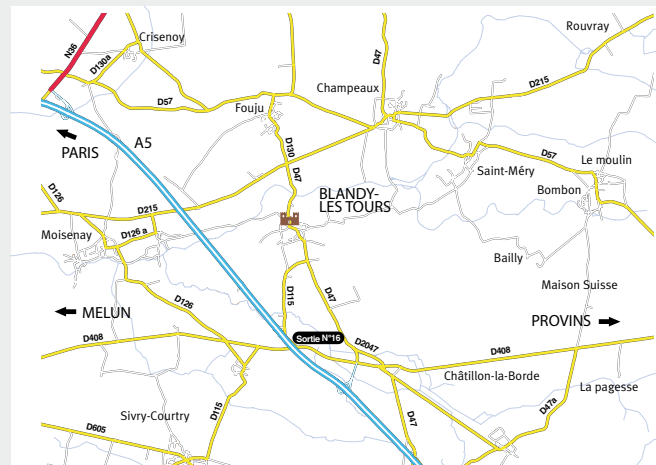 N36
Crisenoy
D130a
D47
Rouvray
Champeaux
D215
D57
Fouju
A5
PARIS
D130
D47
Saint-Méry
D57
Le moulin
Bombon
D126
D215
BLANDY-
LES TOURS
Moisenay
D126 a
Bailly
Maison Suisse
D115
D47
MELUN
D126
PROVINS
D408
Sortie N°16
D2047
D408
Châtillon-la-Borde
La pagesse
D115
Sivry-Courtry
D47
D47a
D605